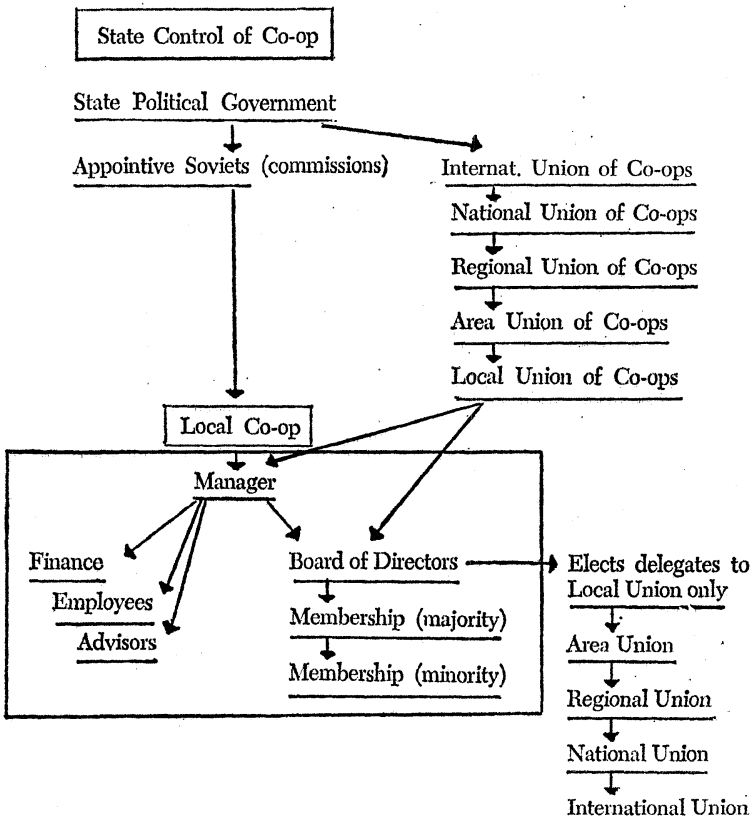 State Control of Co-op
State Political Government
Appointive Soviets (commissions)
Internat. Union of Co-ops
National Union of Co-ops
Regional Union of Co-ops
Area Union of Co-ops
Local Union of Co-ops
Local Co-op
Manager
Finance
Employees
Advisors
Board of Directors
Membership (majority)
Membership (minority)
Elects delegates to
Local Union only
Area Union
Regional Union
National Union
International Union